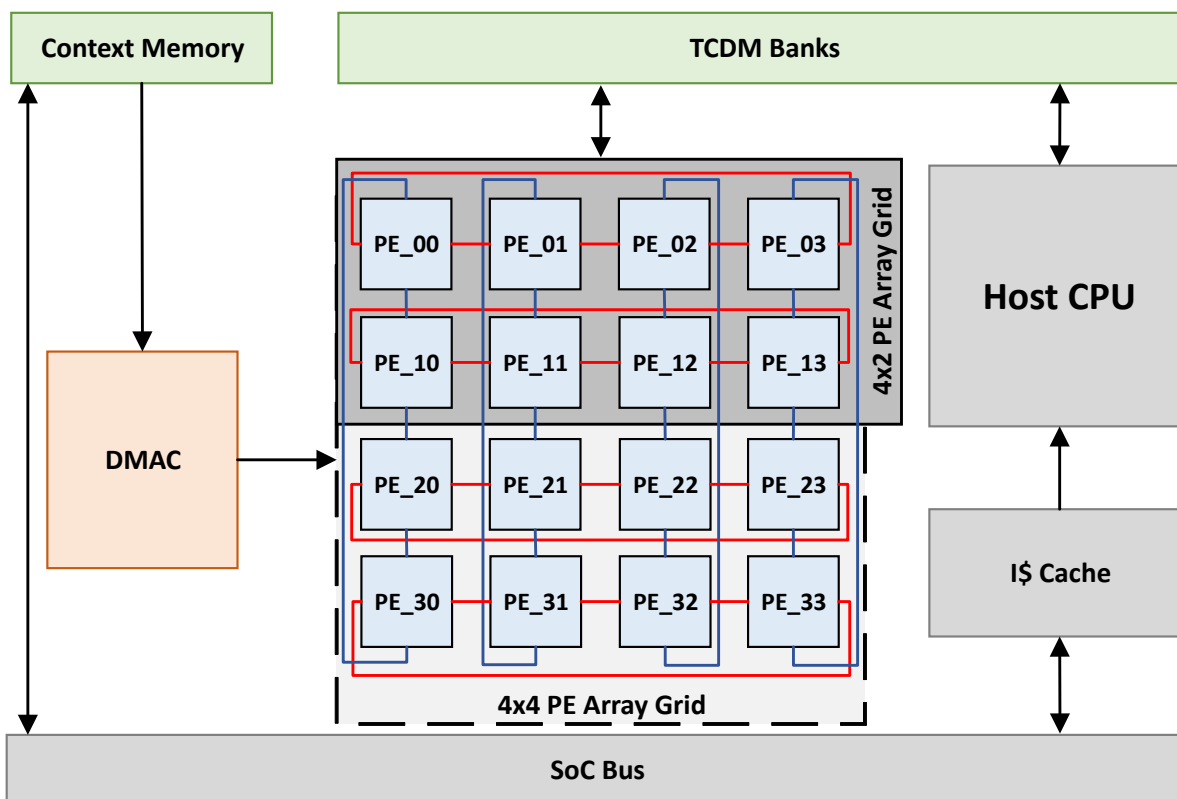 Context Memory
TCDM Banks
PE_00
PE_01
PE_02
PE_03
4x2 PE Array Grid
Host CPU
PE_10
PE_11
PE_12
PE_13
DMAC
PE_20
PE_21
PE_22
PE_23
I$ Cache
PE_30
PE_31
PE_32
PE_33
4x4 PE Array Grid
SoC Bus